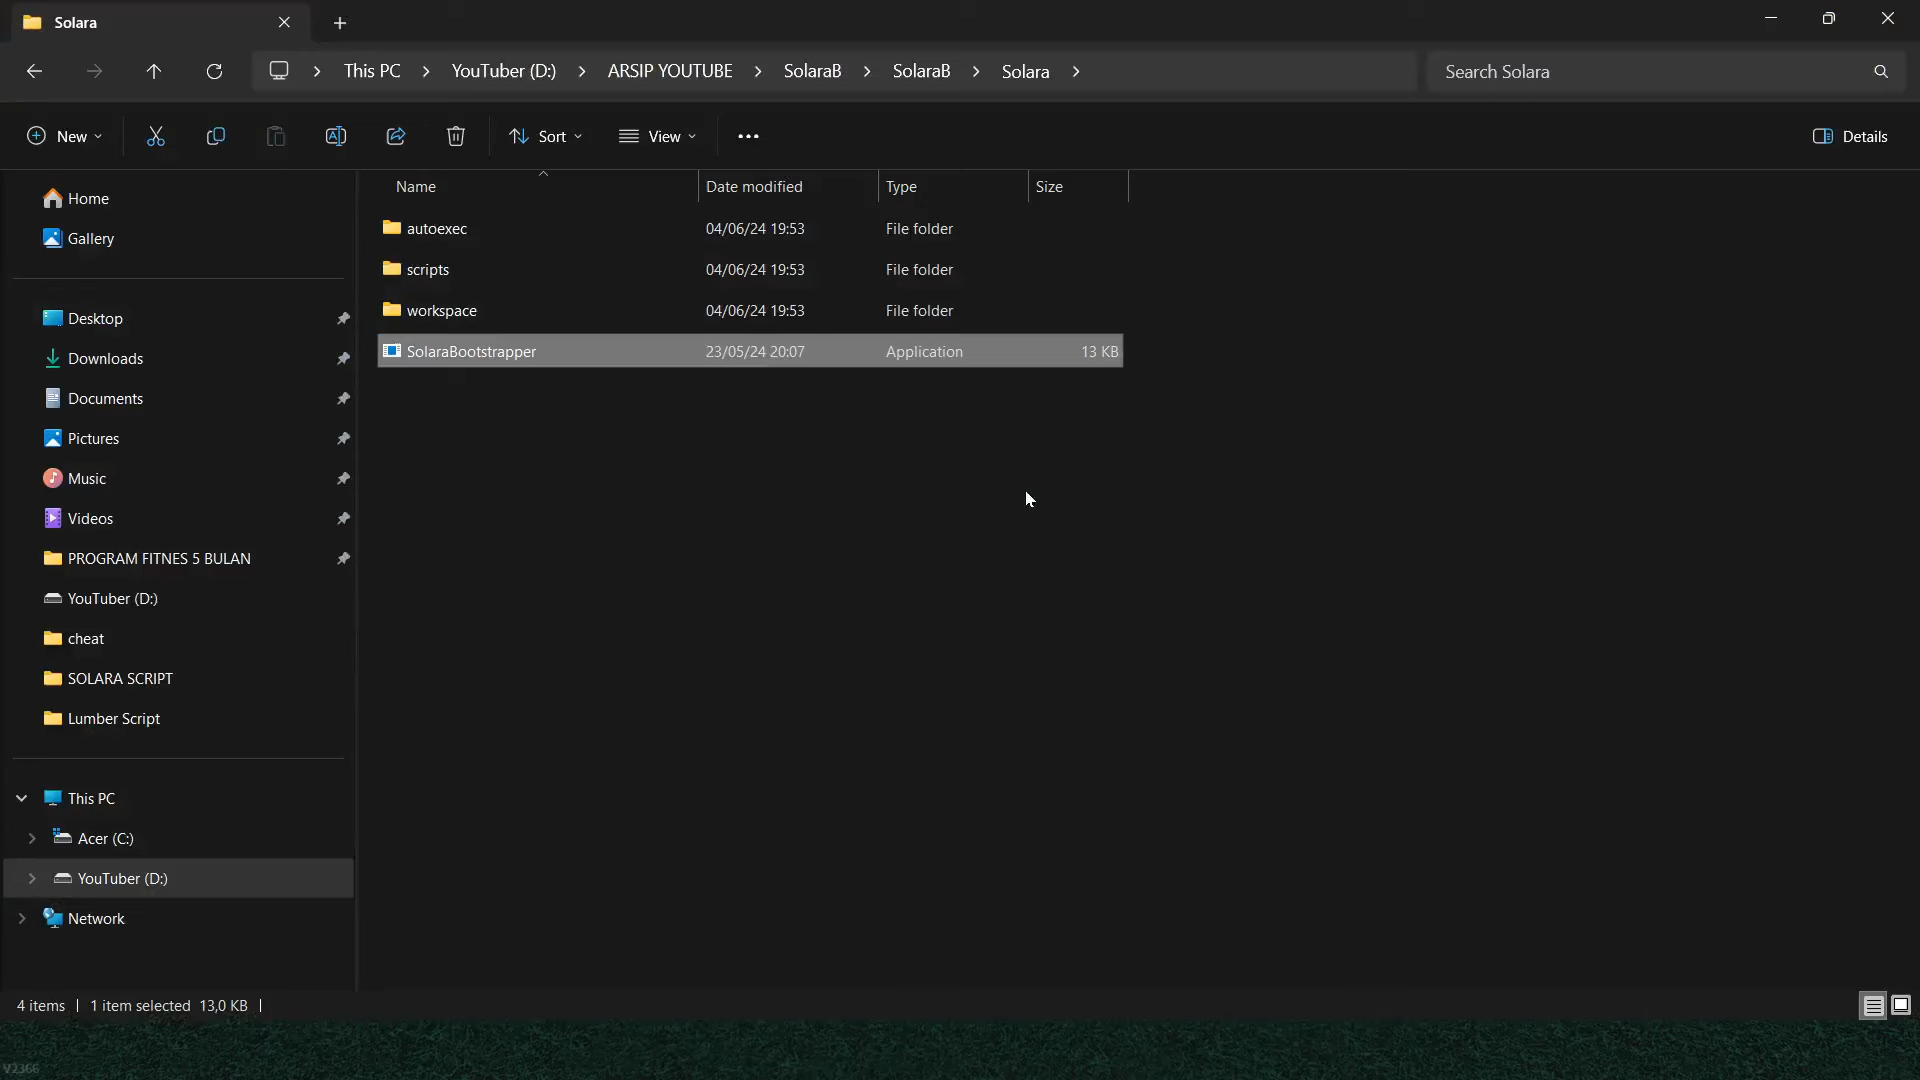 Solara
This PC
YouTuber (D:)
ARSIP YOUTUBE
SolaraB
SolaraB
Solara
Search Solara
New
Sort
View
Details
Name
Date modified
Type
Size
autoexec 04/06/24 19:53 File folder
scripts 04/06/24 19:53 File folder
workspace 04/06/24 19:53 File folder
SolaraBootstrapper 23/05/24 20:07 Application 13 KB
Home
Gallery
Desktop
Downloads
Documents
Pictures
Music
Videos
PROGRAM FITNES 5 BULAN
YouTuber (D:)
cheat
SOLARA SCRIPT
Lumber Script
This PC
Acer (C:)
YouTuber (D:)
Network
4 items
1 item selected 13,0 KB
V2366